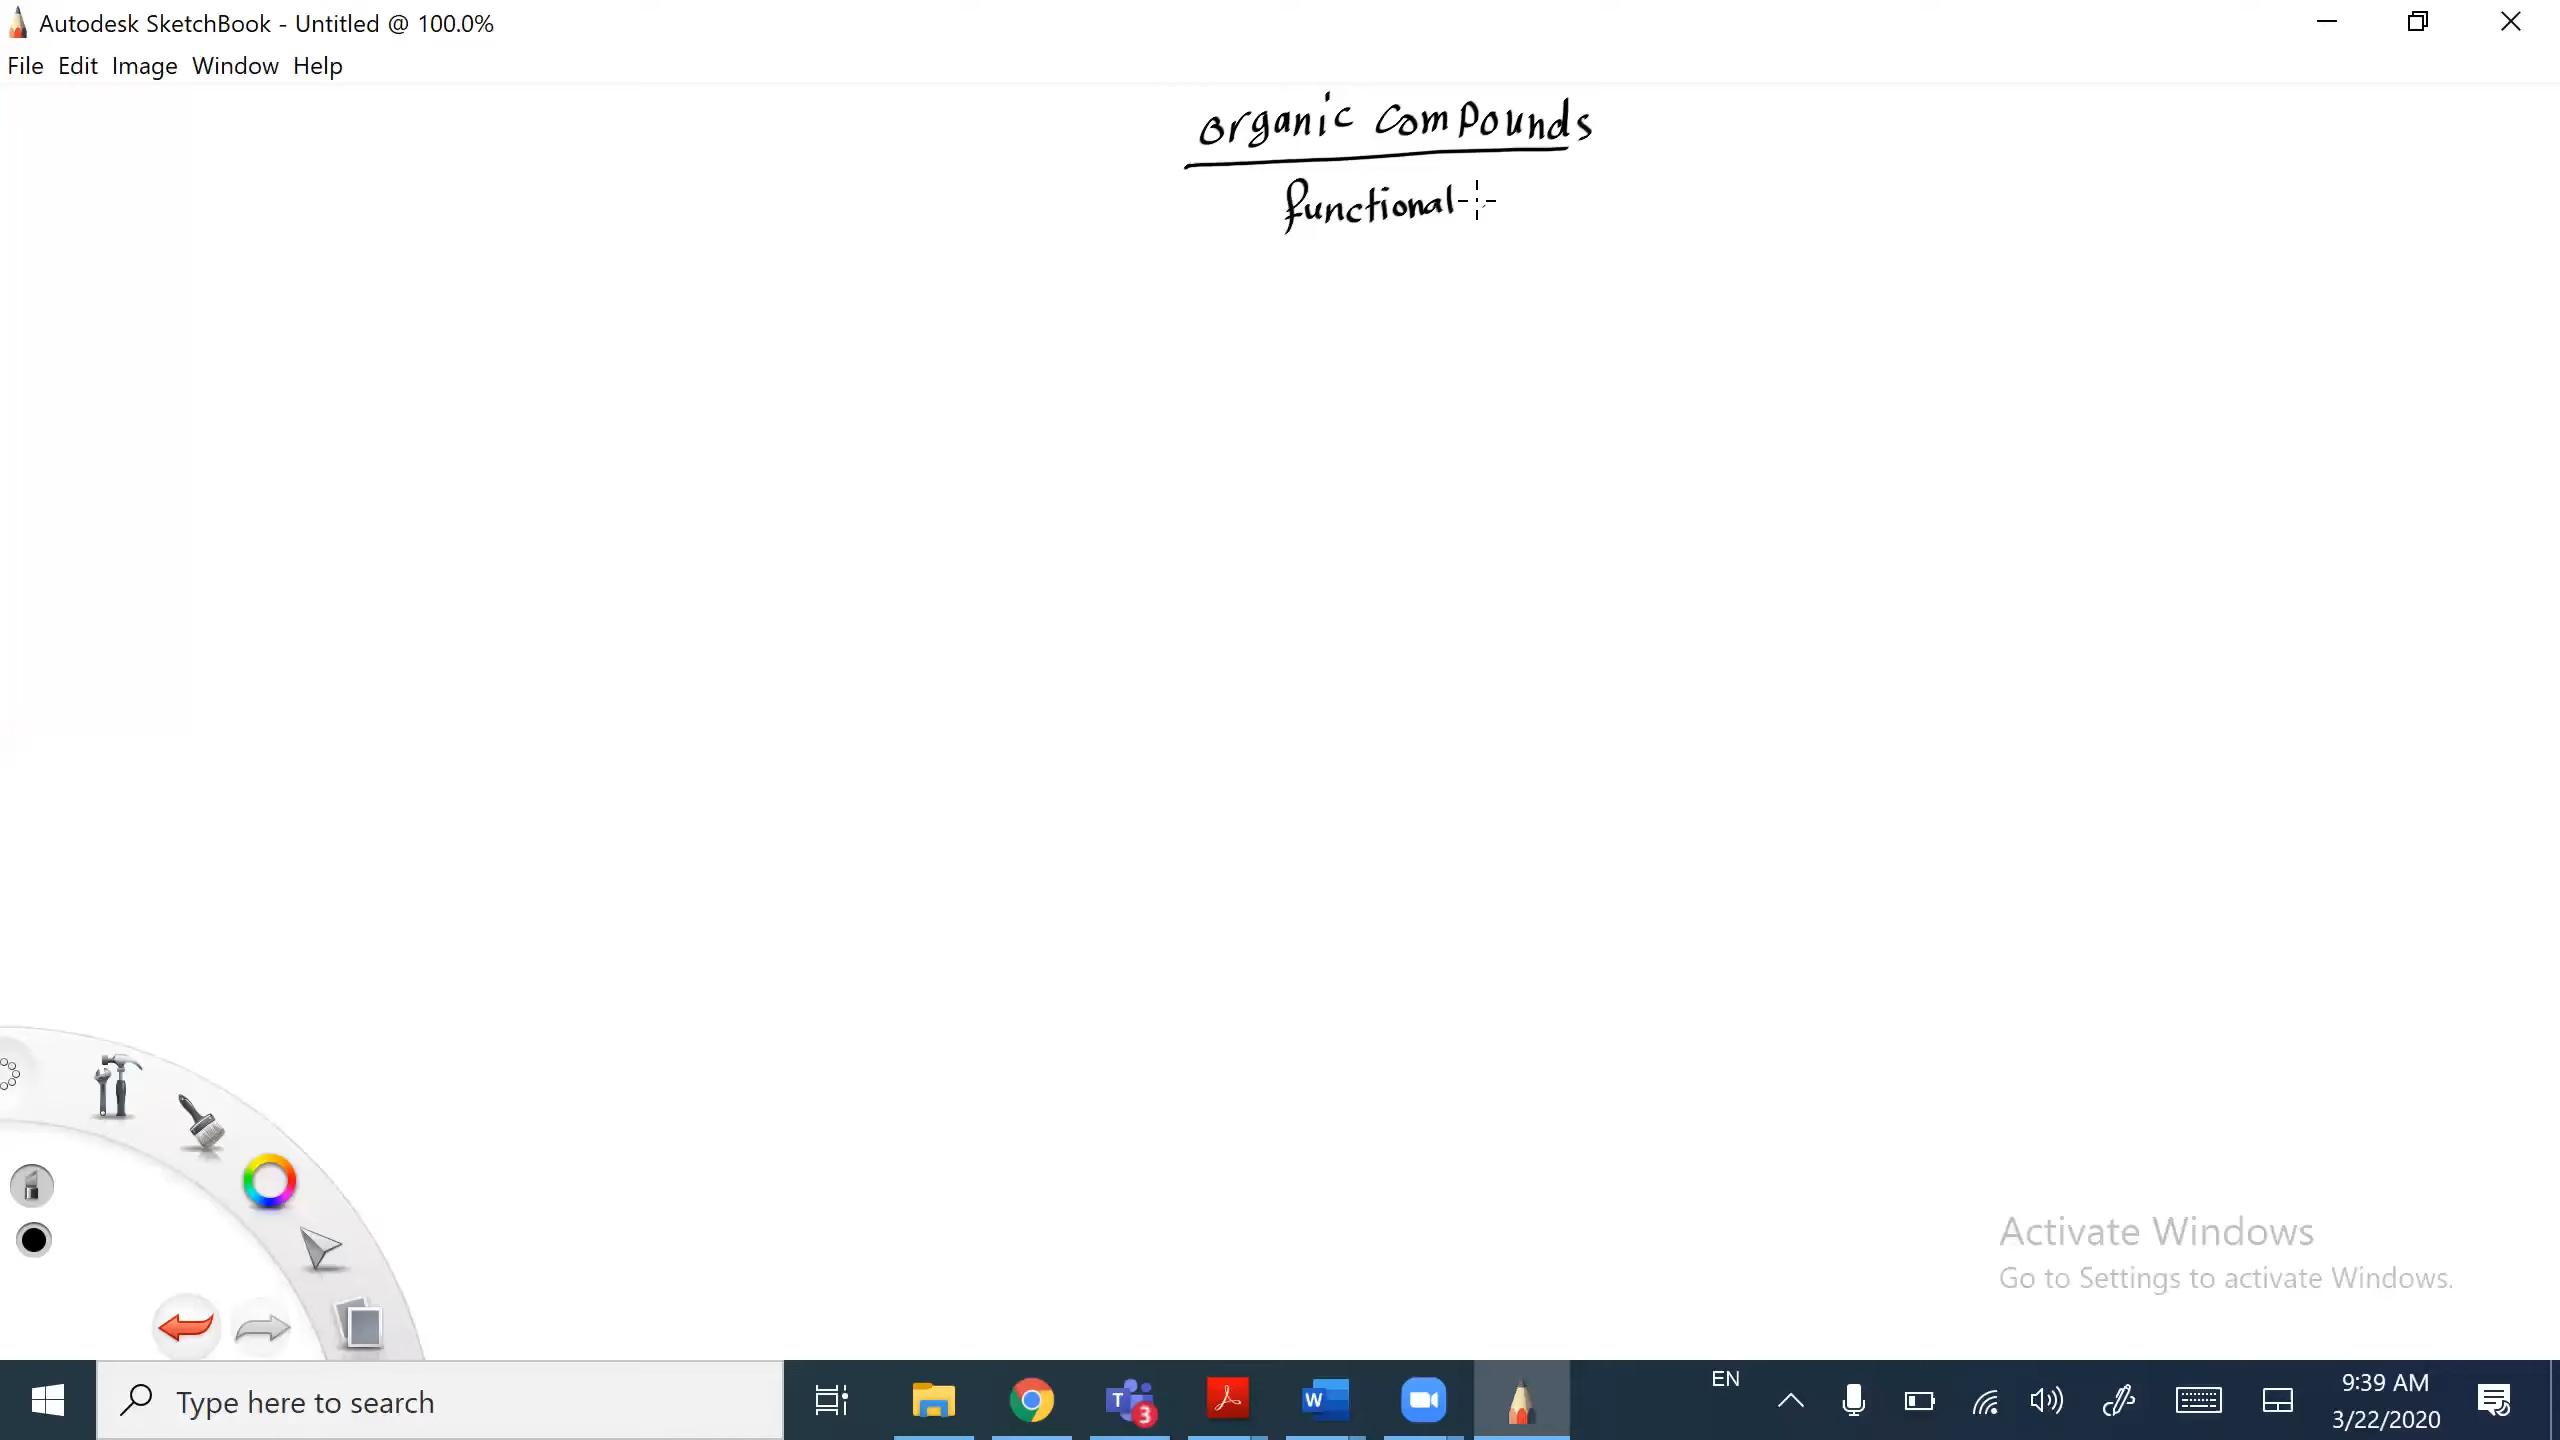 Autodesk SketchBook - Untitled @ 100.0%
File Edit Image Window Help
organic compounds
functional
Activate Windows
Go to Settings to activate Windows.
Type here to search
T
3
W
EN
9:39 AM
3/22/2020